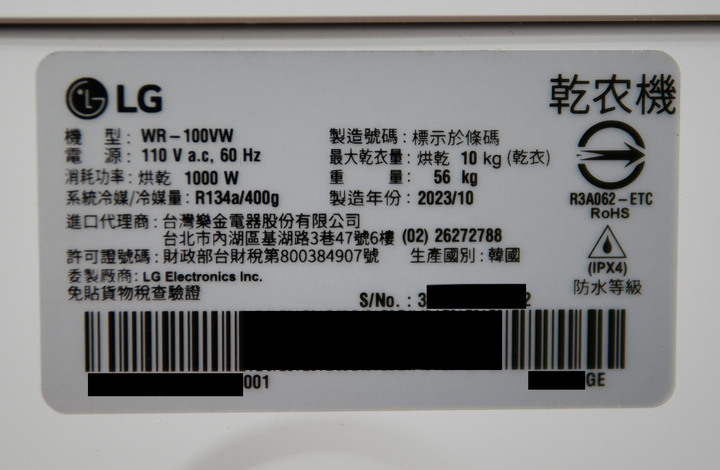 LG
乾衣機
機 型: WR-100VW
製造號碼: 標示於條碼
電 源: 110 V a.c, 60 Hz
最大乾衣量: 烘乾 10 kg (乾衣)
消耗功率: 烘乾 1000 W
重 量: 56 kg
系統冷媒/冷媒量: R134a/400g
製造年份: 2023/10
R3A062-ETC
RoHS
進口代理商: 台灣樂金電器股份有限公司
台北市內湖區基湖路3巷47號6樓 (02) 26272788
許可證號碼: 財政部台財稅第800384907號 生產國別: 韓國
(IPX4)
防水等級
委製廠商: LG Electronics Inc.
免貼貨物稅查驗證
S/No. : 3 2
001
GE